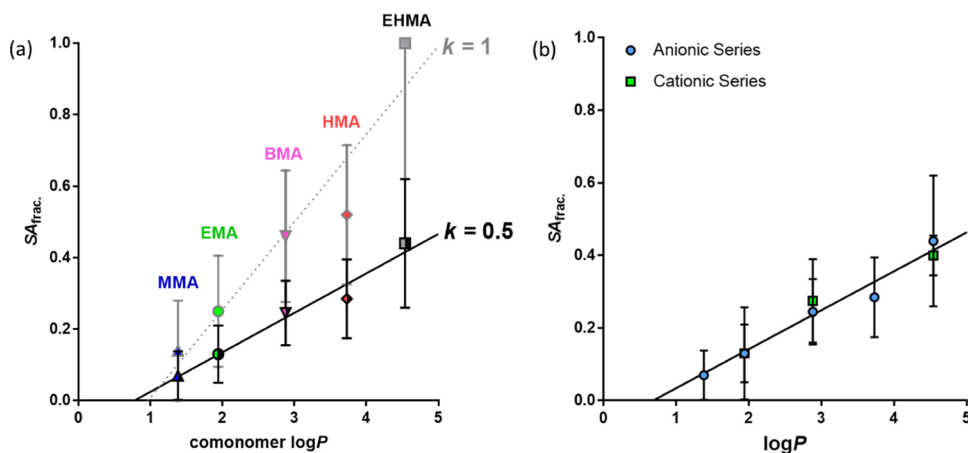 (a)
1.0
0.8
0.6
0.4
0.2
0.0
SAfrac.
EHMA
k = 1
HMA
BMA
EMA
MMA
k = 0.5
1 2 3 4 5
comonomer logP
(b)
Anionic Series
Cationic Series
1.0
0.8
0.6
0.4
0.2
0.0
SAfrac.
1 2 3 4 5
logP